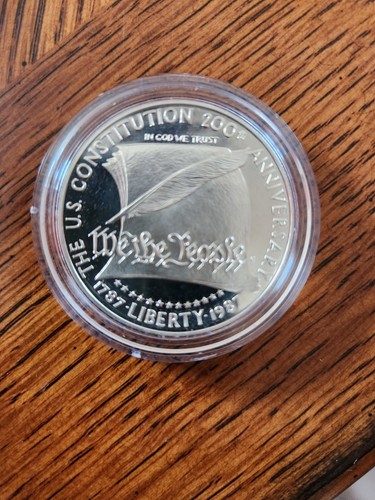 THE U.S. CONSTITUTION 200th ANNIVERSARY
IN GOD WE TRUST
We the People
1787·LIBERTY·1987